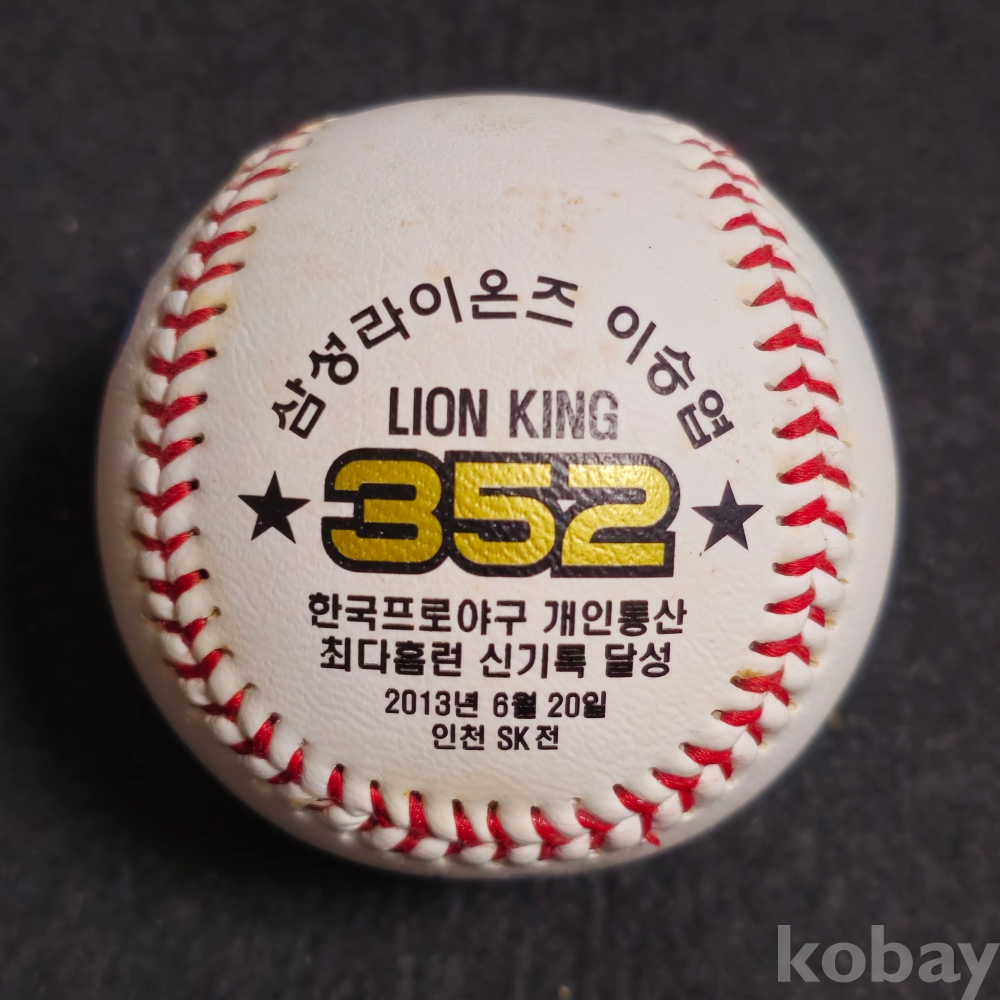 삼성라이온즈 이승엽
LION KING
★ 352 ★
한국프로야구 개인통산
최다홈런 신기록 달성
2013년 6월 20일
인천 SK전
kobay